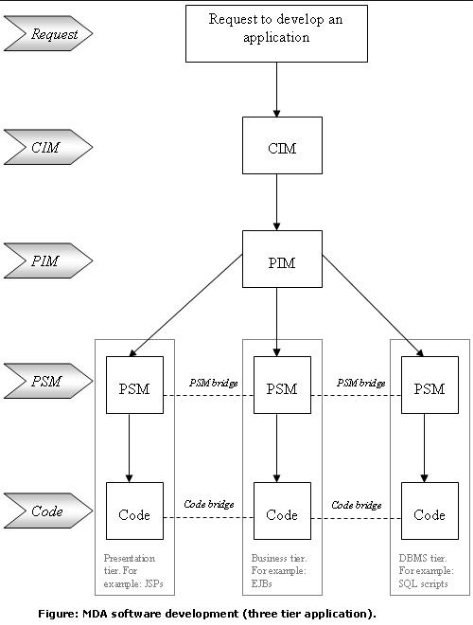 Request
Request to develop an
application
CIM
CIM
PIM
PIM
PSM
PSM
PSM bridge
PSM
PSM bridge
PSM
Code
Code
Code bridge
Code
Code bridge
Code
Presentation
tier. For
example: JSPs
Business tier.
For example:
EJBs
DBMS tier.
For example:
SQL scripts
Figure: MDA software development (three tier application).